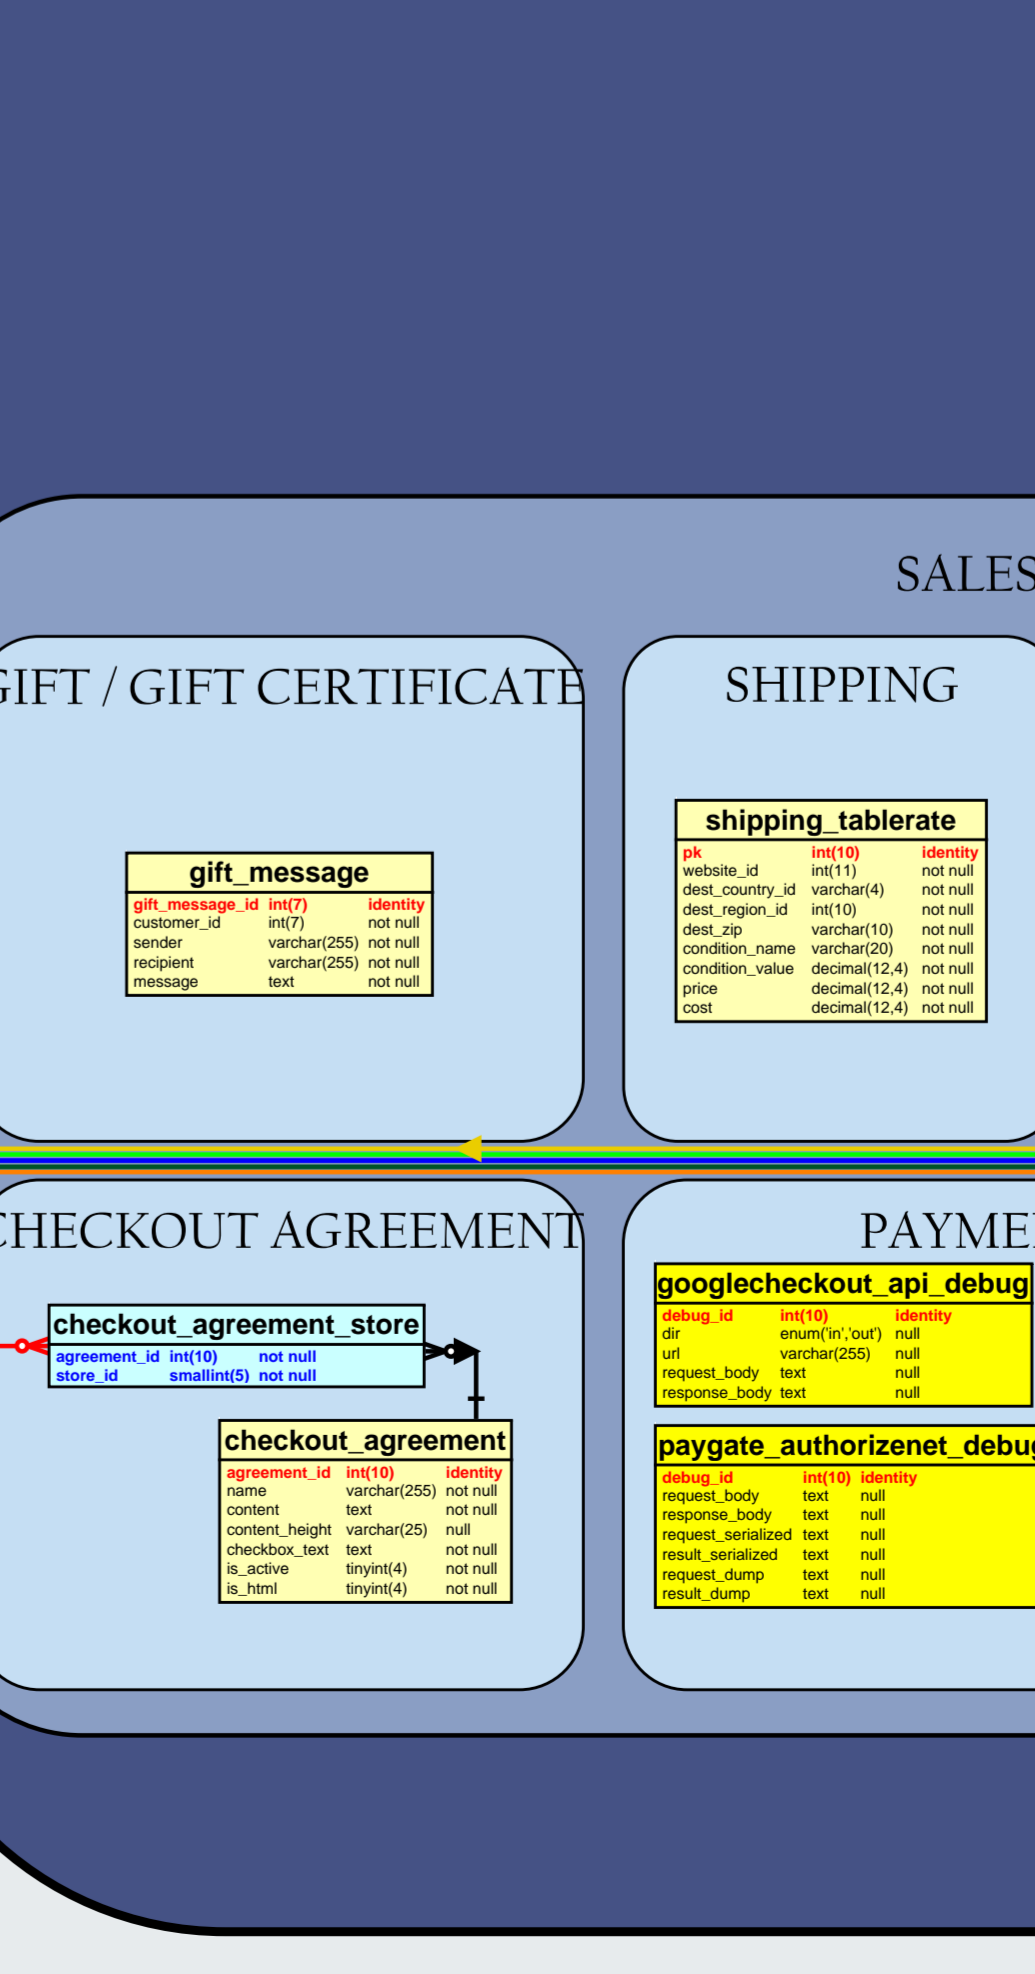 SALES
GIFT / GIFT CERTIFICATE
SHIPPING
gift_message
gift_message_id int(7) identity
customer_id int(7) not null
sender varchar(255) not null
recipient varchar(255) not null
message text not null
shipping_tablerate
pk int(10) identity
website_id int(11) not null
dest_country_id varchar(4) not null
dest_region_id int(10) not null
dest_zip varchar(10) not null
condition_name varchar(20) not null
condition_value decimal(12,4) not null
price decimal(12,4) not null
cost decimal(12,4) not null
CHECKOUT AGREEMENT
PAYME
checkout_agreement_store
agreement_id int(10) not null
store_id smallint(5) not null
checkout_agreement
agreement_id int(10) identity
name varchar(255) not null
content text not null
content_height varchar(25) null
checkbox_text text not null
is_active tinyint(4) not null
is_html tinyint(4) not null
googlecheckout_api_debug
debug_id int(10) identity
dir enum('in','out') null
url varchar(255) null
request_body text null
response_body text null
paygate_authorizenet_debug
debug_id int(10) identity
request_body text null
response_body text null
request_serialized text null
result_serialized text null
request_dump text null
result_dump text null